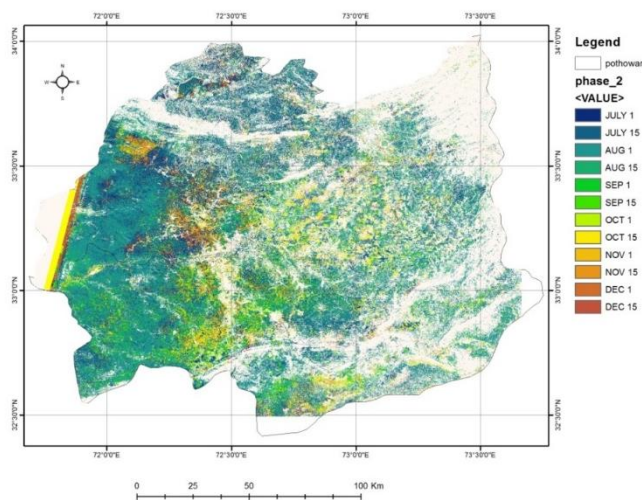 72°0'0"E 72°30'0"E 73°0'0"E 73°30'0"E
34°0'0"N
34°0'0"N
33°30'0"N
33°30'0"N
33°0'0"N
33°0'0"N
32°30'0"N
32°30'0"N
N
W E
S
72°0'0"E 72°30'0"E 73°0'0"E 73°30'0"E
0 25 50 100 Km
Legend
pothowar
phase_2
<VALUE>
JULY 1
JULY 15
AUG 1
AUG 15
SEP 1
SEP 15
OCT 1
OCT 15
NOV 1
NOV 15
DEC 1
DEC 15